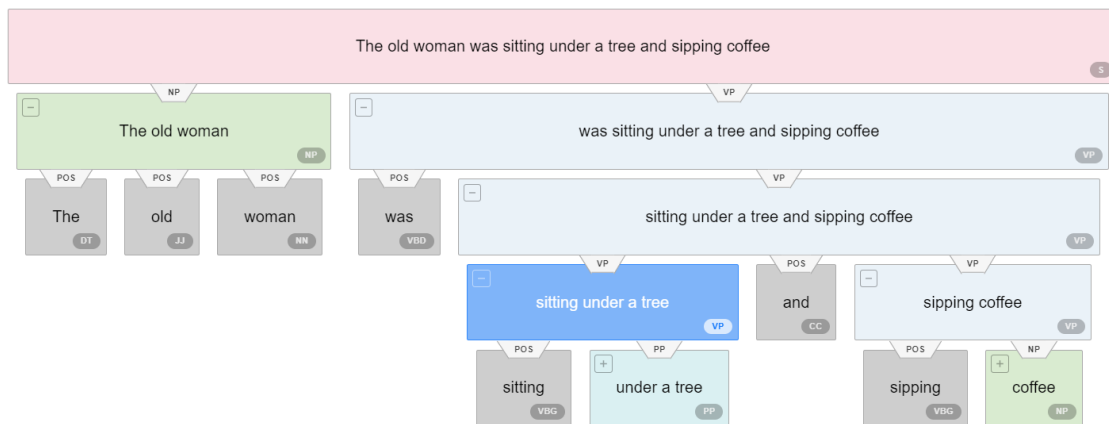 The old woman was sitting under a tree and sipping coffee
S
NP VP
− The old woman NP
− was sitting under a tree and sipping coffee VP
POS POS POS POS VP
The DT
old JJ
woman NN
was VBD
− sitting under a tree and sipping coffee VP
VP POS VP
− sitting under a tree VP
and CC
− sipping coffee VP
POS PP POS NP
sitting VBG
+ under a tree PP
sipping VBG
+ coffee NP